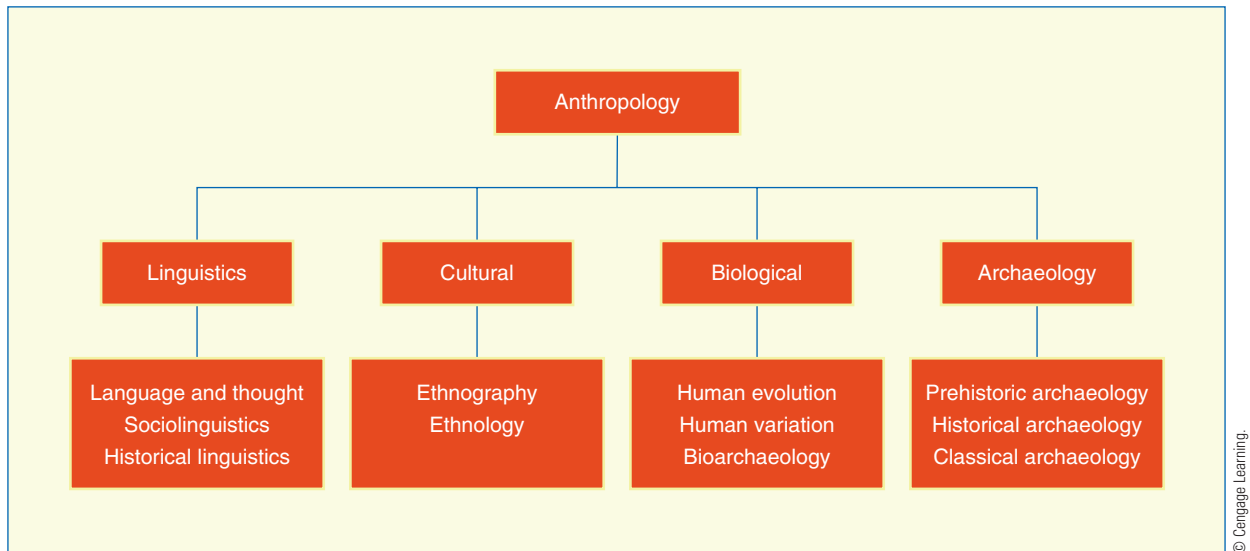 Anthropology
Linguistics
Cultural
Biological
Archaeology
Language and thought
Sociolinguistics
Historical linguistics
Ethnography
Ethnology
Human evolution
Human variation
Bioarchaeology
Prehistoric archaeology
Historical archaeology
Classical archaeology
© Cengage Learning.